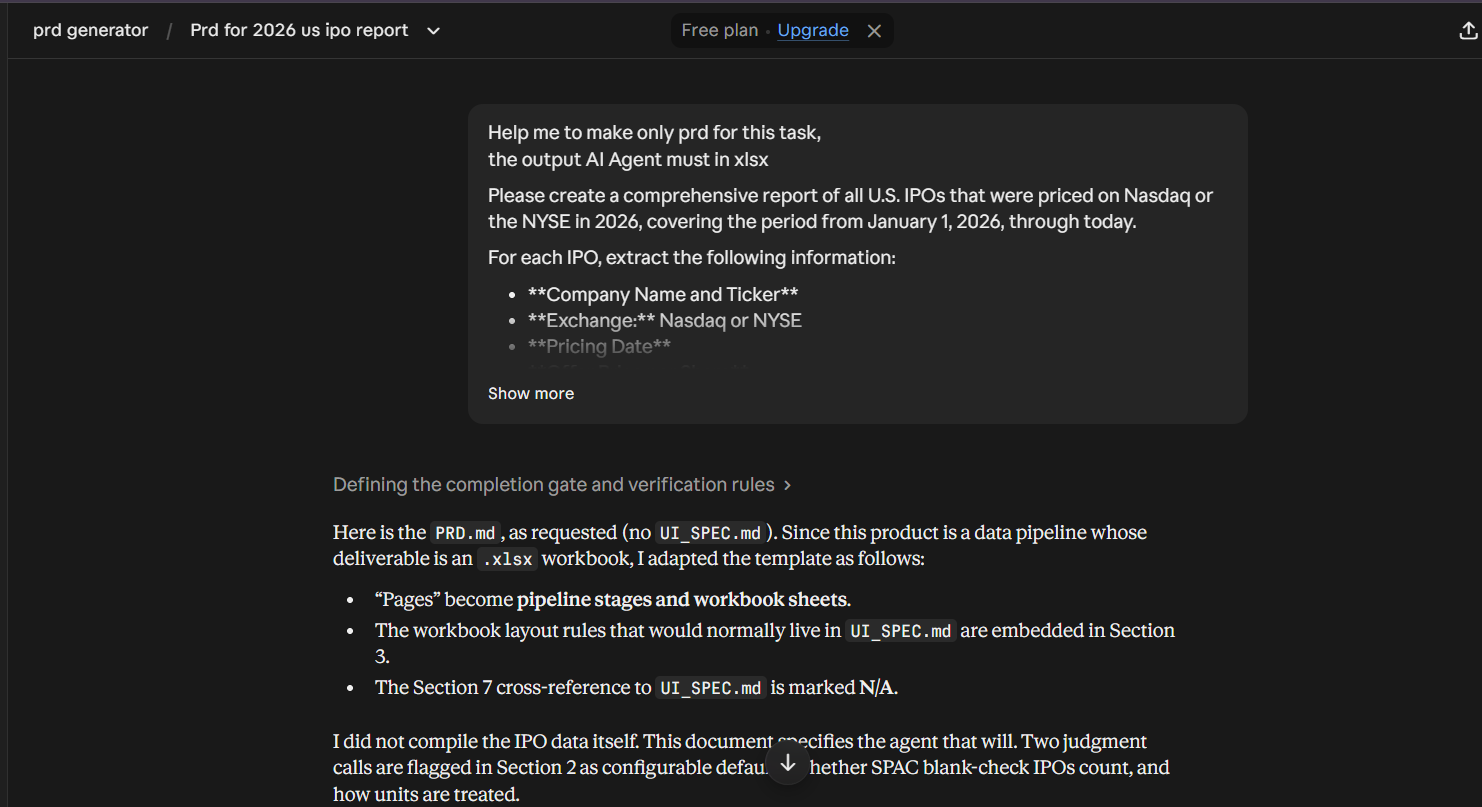 prd generator / Prd for 2026 us ipo report
Free plan · Upgrade
Help me to make only prd for this task,
the output AI Agent must in xlsx
Please create a comprehensive report of all U.S. IPOs that were priced on Nasdaq or
the NYSE in 2026, covering the period from January 1, 2026, through today.
For each IPO, extract the following information:
• **Company Name and Ticker**
• **Exchange:** Nasdaq or NYSE
• **Pricing Date**
Show more
Defining the completion gate and verification rules >
Here is the PRD.md, as requested (no UI_SPEC.md). Since this product is a data pipeline whose
deliverable is an .xlsx workbook, I adapted the template as follows:
• “Pages” become pipeline stages and workbook sheets.
• The workbook layout rules that would normally live in UI_SPEC.md are embedded in Section
3.
• The Section 7 cross-reference to UI_SPEC.md is marked N/A.
I did not compile the IPO data itself. This document specifies the agent that will. Two judgment
calls are flagged in Section 2 as configurable hether SPAC blank-check IPOs count, and
how units are treated.